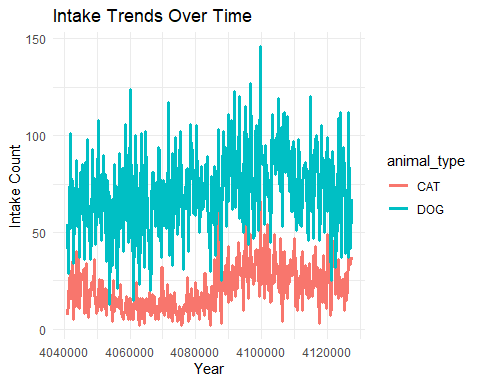 Intake Trends Over Time
150
100
50
0
Intake Count
4040000 4060000 4080000 4100000 4120000
Year
animal_type
CAT
DOG